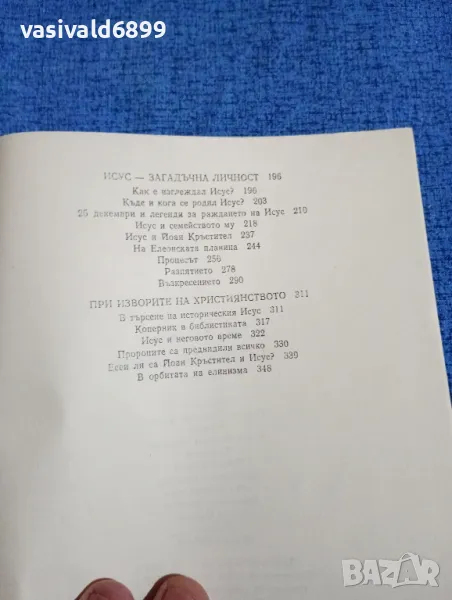 vasivald6899
ИСУС — ЗАГАДЪЧНА ЛИЧНОСТ 196
Как е изглеждал Исус? 196
Къде и кога се родил Исус? 203
25 декември и легенди за раждането на Исус 210
Исус и семейството му 218
Исус и Йоан Кръстител 237
На Елеонската планина 244
Процесът 256
Разпятието 278
Възкресението 290
ПРИ ИЗВОРИТЕ НА ХРИСТИЯНСТВОТО 311
В търсене на историческия Исус 311
Коперник в библистиката 317
Исус и неговото време 322
Пророците са предвидили всичко 330
Есеи ли са Йоан Кръстител и Исус? 339
В орбитата на елинизма 348
BAZAR